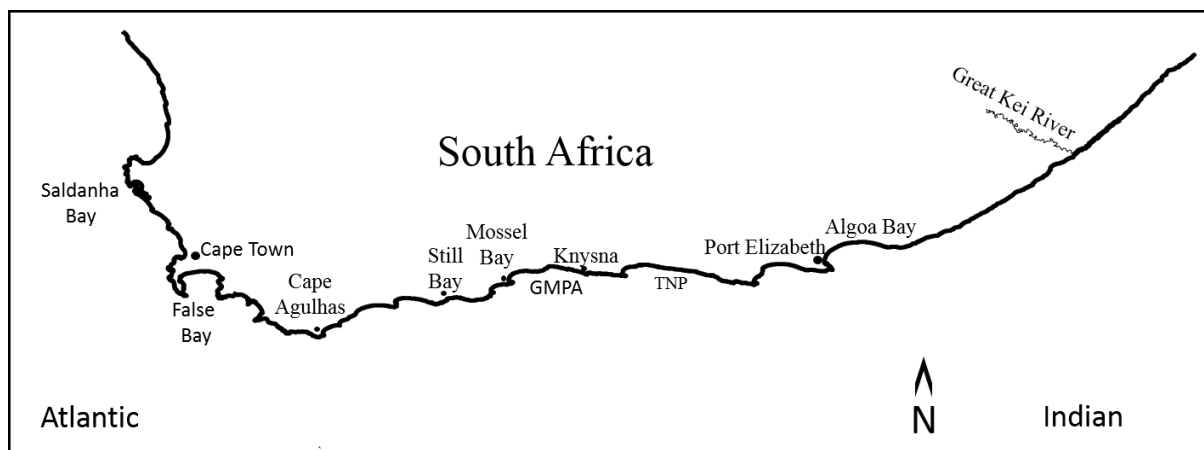 Great Kei River
South Africa
Saldanha
Bay
Cape Town
False
Bay
Cape
Agulhas
Still
Bay
Mossel
Bay
Knysna
GMPA
TNP
Port Elizabeth
Algoa Bay
Atlantic
N
Indian